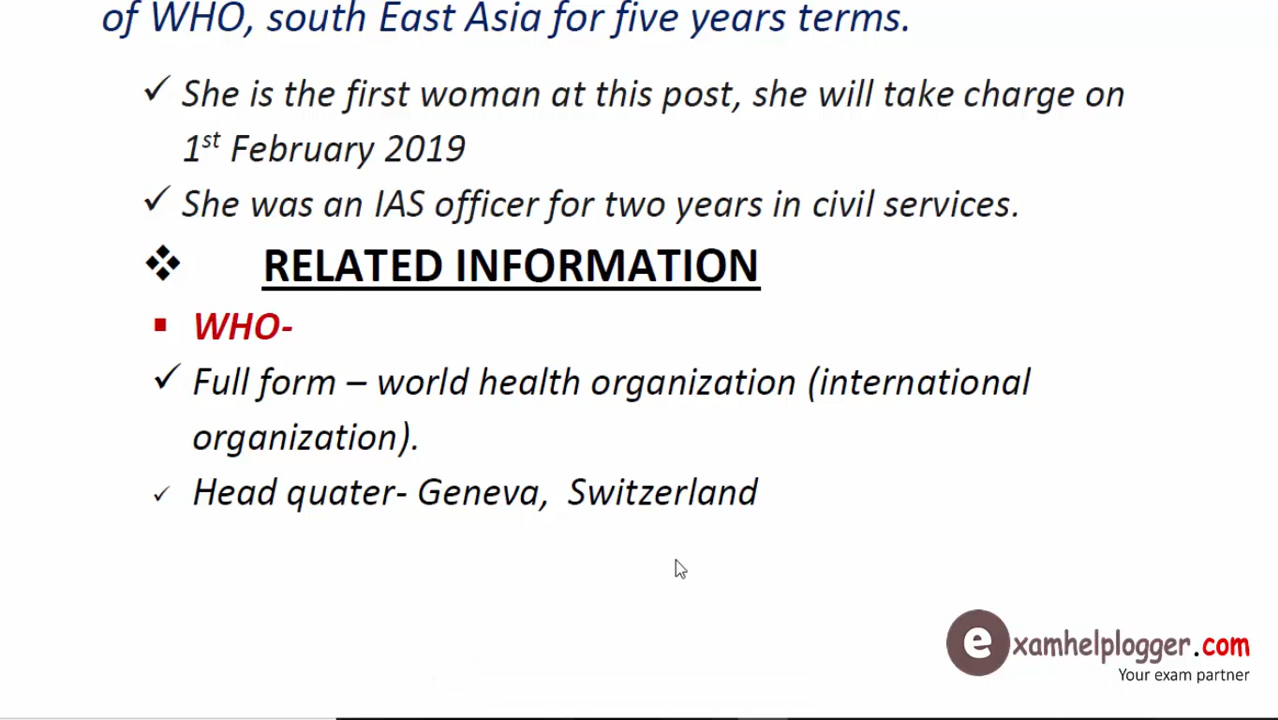 of WHO, south East Asia for five years terms.
✓ She is the first woman at this post, she will take charge on
1st February 2019
✓ She was an IAS officer for two years in civil services.
❖ RELATED INFORMATION
▪ WHO-
✓ Full form – world health organization (international
organization).
✓ Head quater- Geneva, Switzerland
examhelplogger.com
Your exam partner